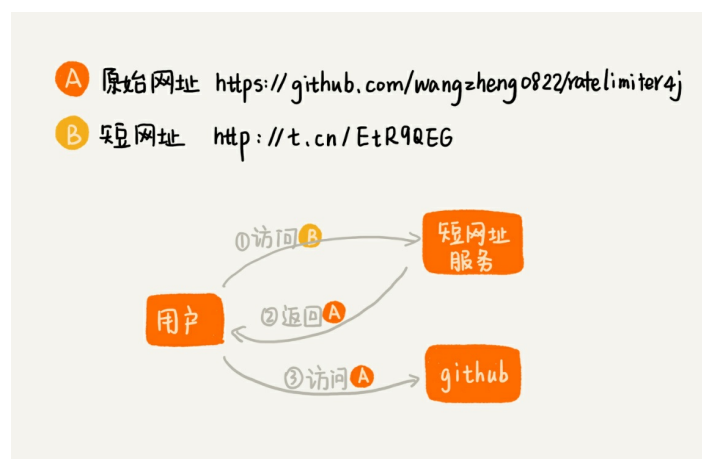 A 原始网址 https://github.com/wangzheng0822/ratelimiter4j
B 短网址 http://t.cn/EtR9QEG
①访问B
短网址
服务
用户
②返回A
③访问A
github